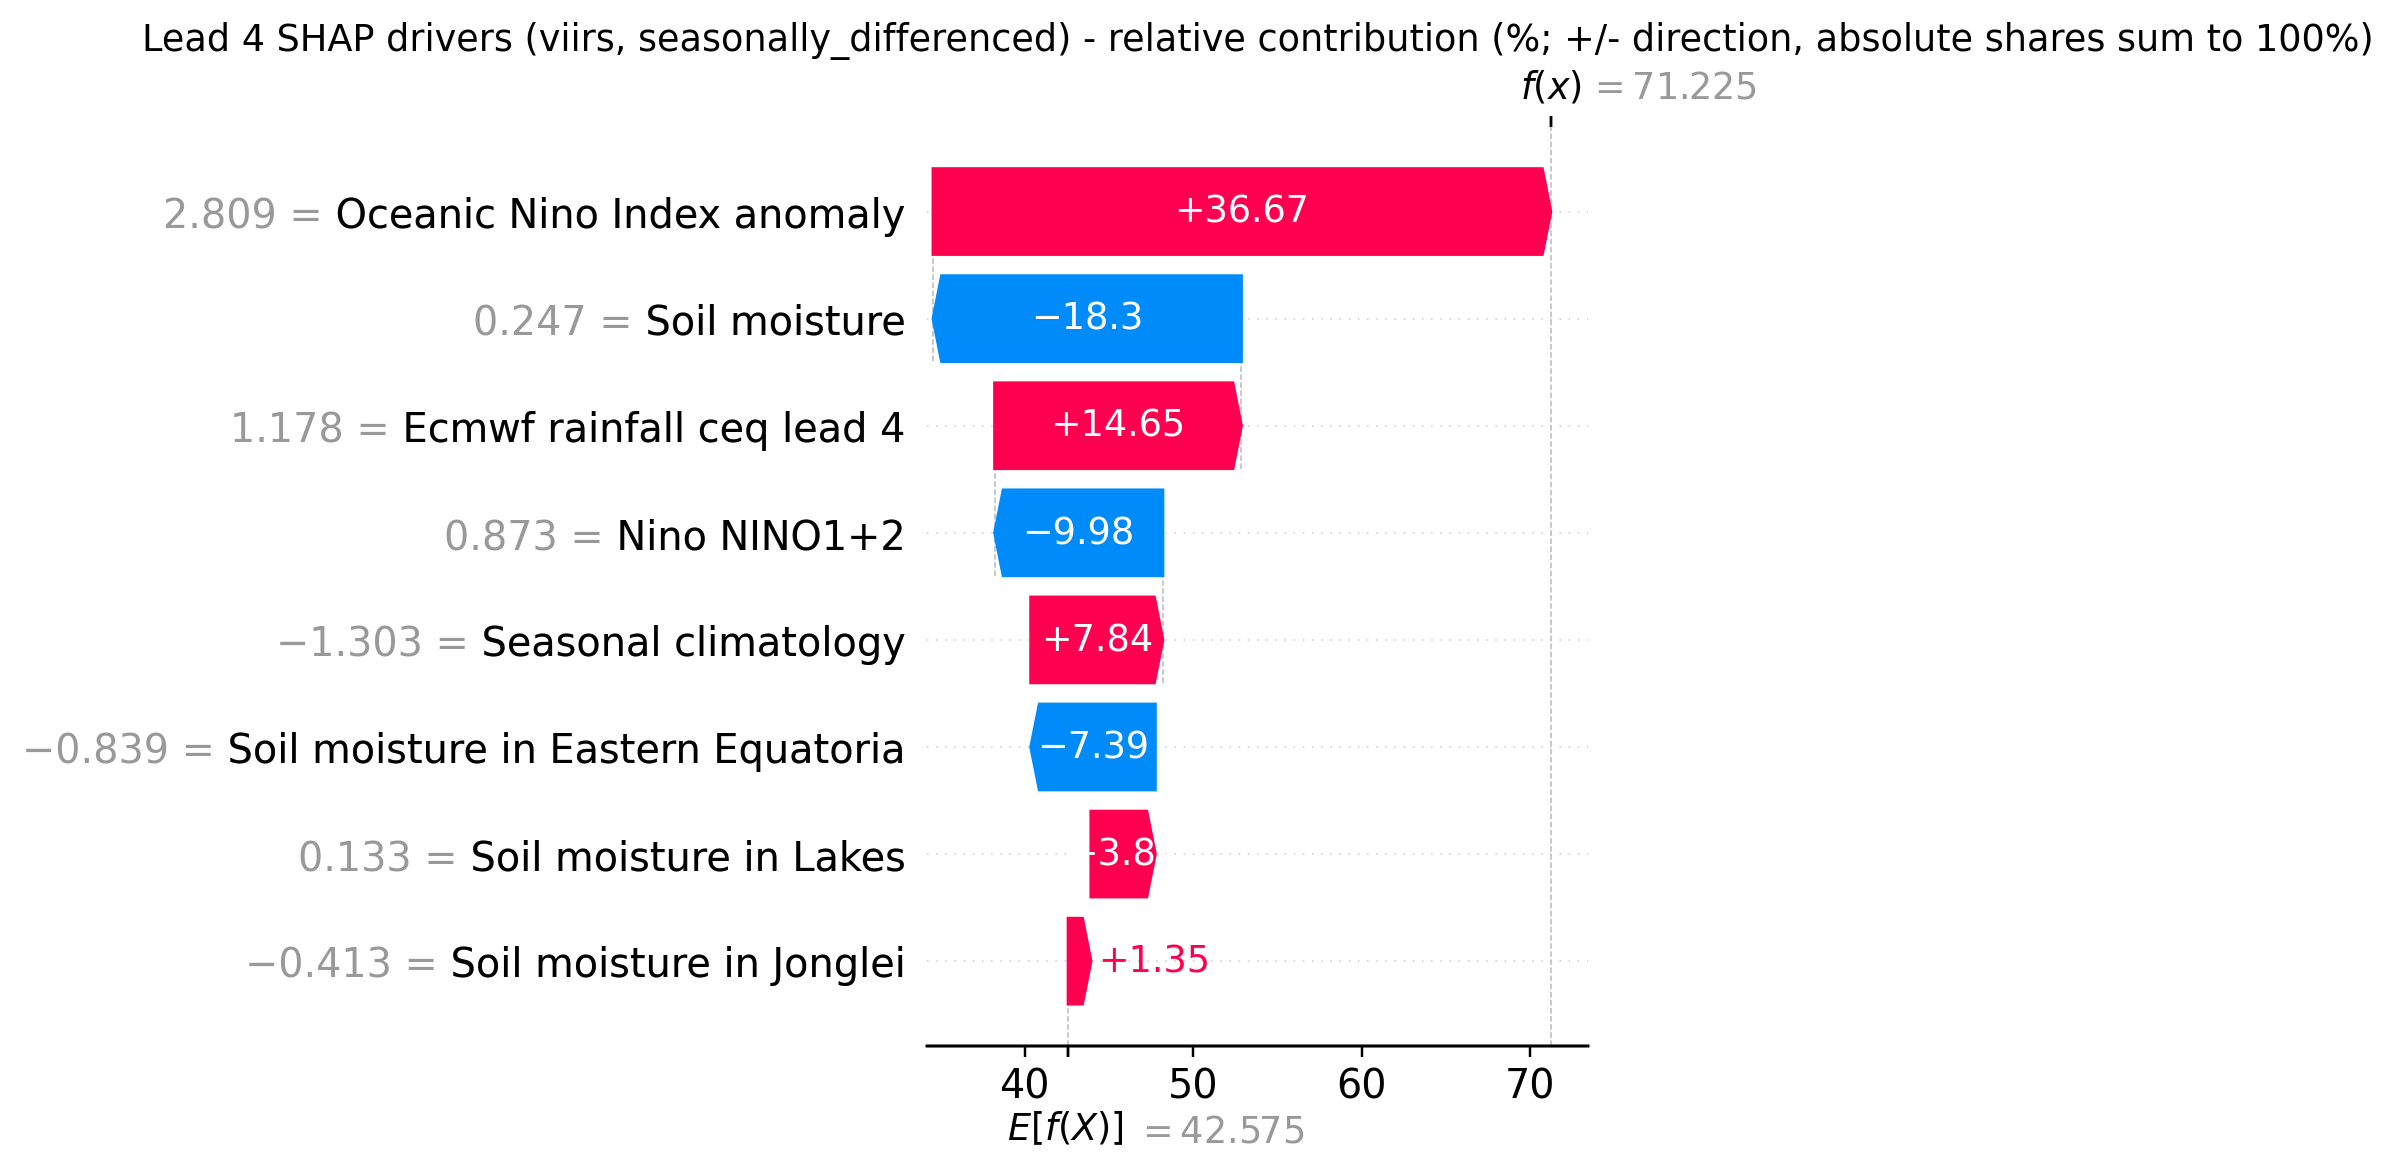 Lead 4 SHAP drivers (viirs, seasonally_differenced) - relative contribution (%; +/- direction, absolute shares sum to 100%)
f(x) = 71.225
2.809 = Oceanic Nino Index anomaly +36.67
0.247 = Soil moisture −18.3
1.178 = Ecmwf rainfall ceq lead 4 +14.65
0.873 = Nino NINO1+2 −9.98
−1.303 = Seasonal climatology +7.84
−0.839 = Soil moisture in Eastern Equatoria −7.39
0.133 = Soil moisture in Lakes
−0.413 = Soil moisture in Jonglei +1.35
40 50 60 70
E[f(X)] = 42.575